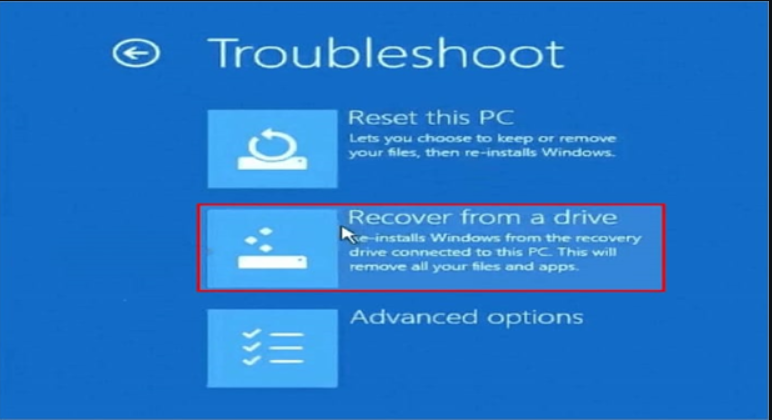 Troubleshoot
Reset this PC
Lets you choose to keep or remove
your files, then re-installs Windows.
Recover from a drive
Re-installs Windows from the recovery
drive connected to this PC. This will
remove all your files and apps.
Advanced options